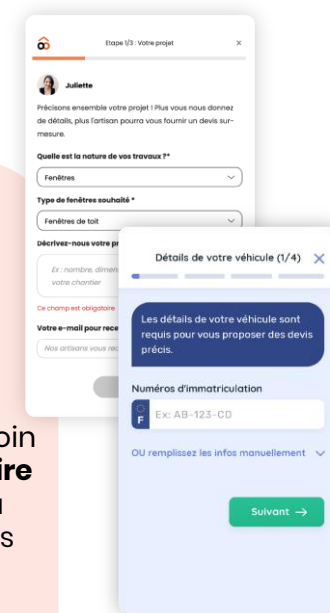 Etape 1/3 : Votre projet
×
Juliette
Précisons ensemble votre projet ! Plus vous nous donnez
de détails, plus l'artisan pourra vous fournir un devis sur-
mesure.
Quelle est la nature de vos travaux ?*
Fenêtres
Type de fenêtres souhaité *
Fenêtres de toit
Décrivez-nous votre pr
Ex : nombre, dimen
votre chantier
Ce champ est obligatoire
Votre e-mail pour rece
Nos artisans vous rec
Détails de votre véhicule (1/4)
×
Les détails de votre véhicule sont
requis pour vous proposer des devis
précis.
Numéros d'immatriculation
F
Ex: AB-123-CD
OU remplissez les infos manuellement
Suivant →
oin
ire
s